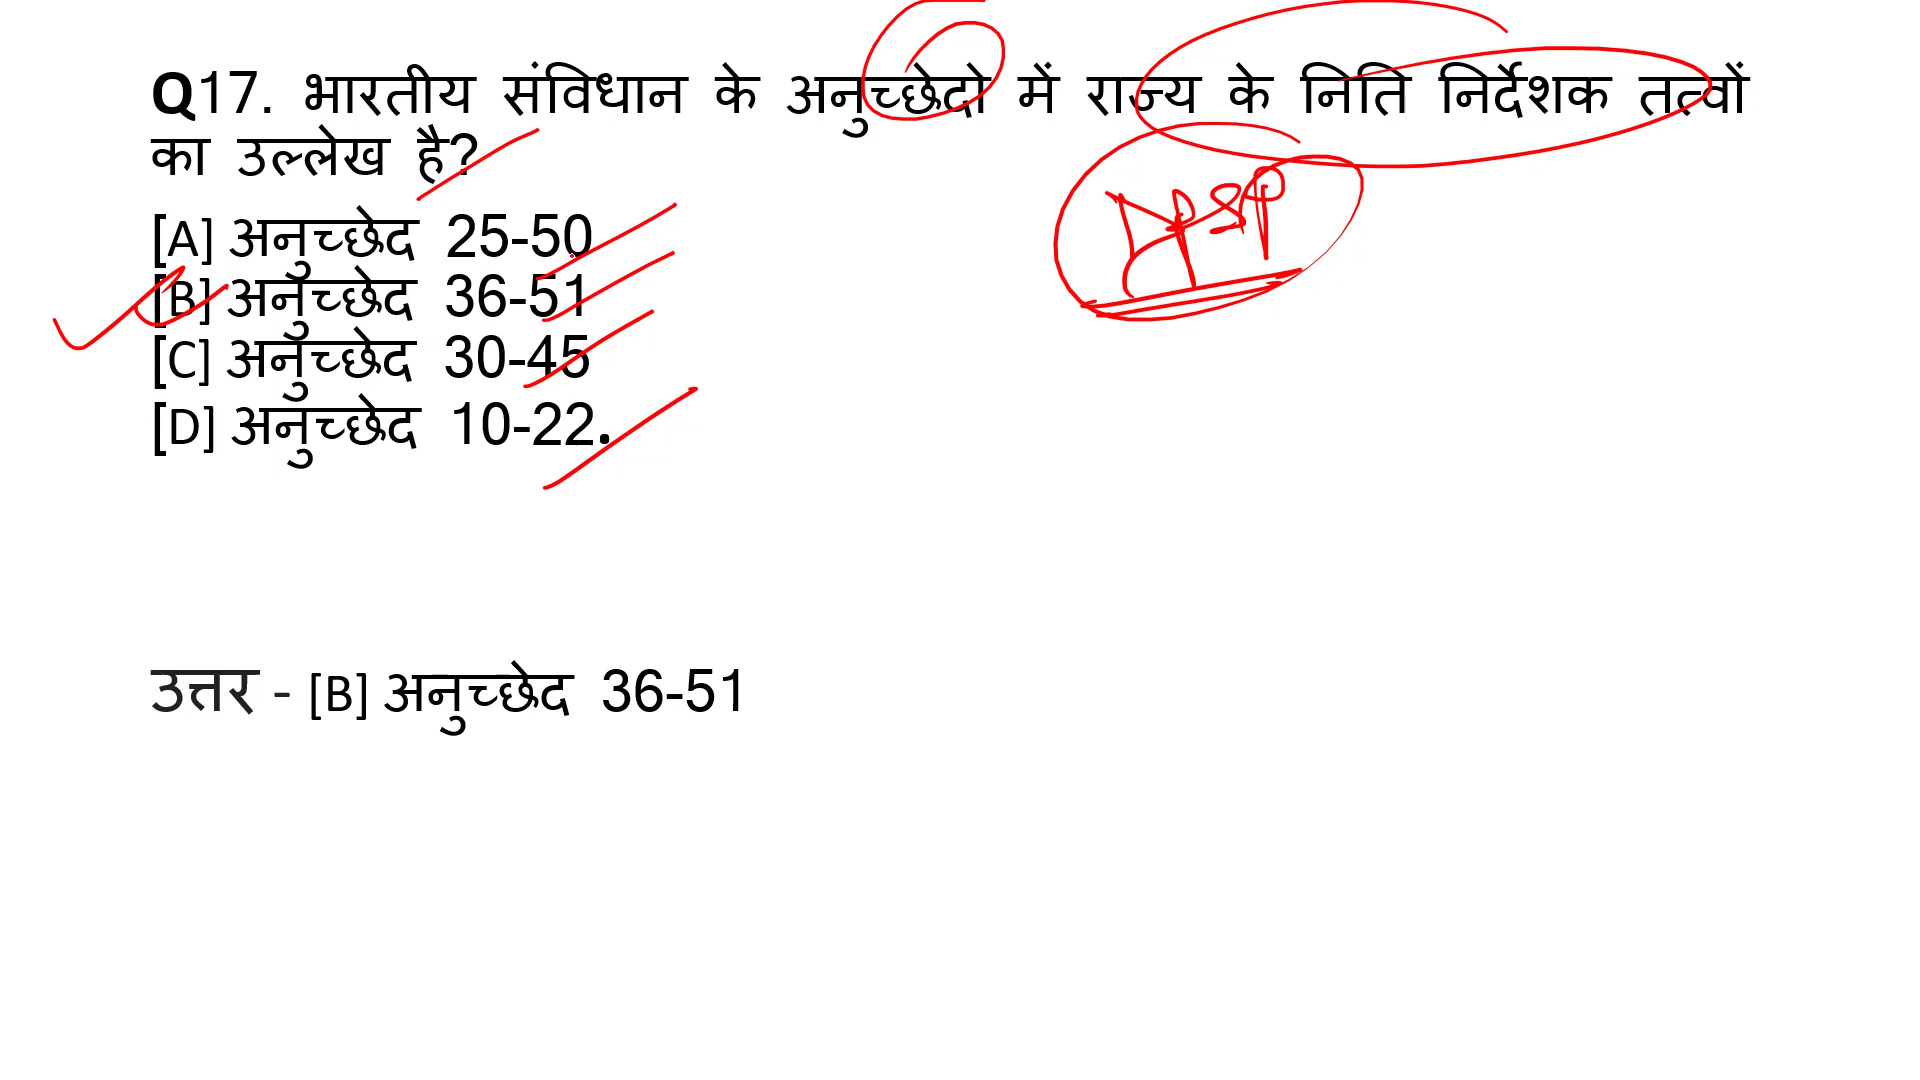 Q17. भारतीय संविधान के अनुच्छेदो में राज्य के निति निर्देशक तत्वों
का उल्लेख है?
DPSP
[A] अनुच्छेद 25-50
[B] अनुच्छेद 36-51
[C] अनुच्छेद 30-45
[D] अनुच्छेद 10-22.
उत्तर - [B] अनुच्छेद 36-51